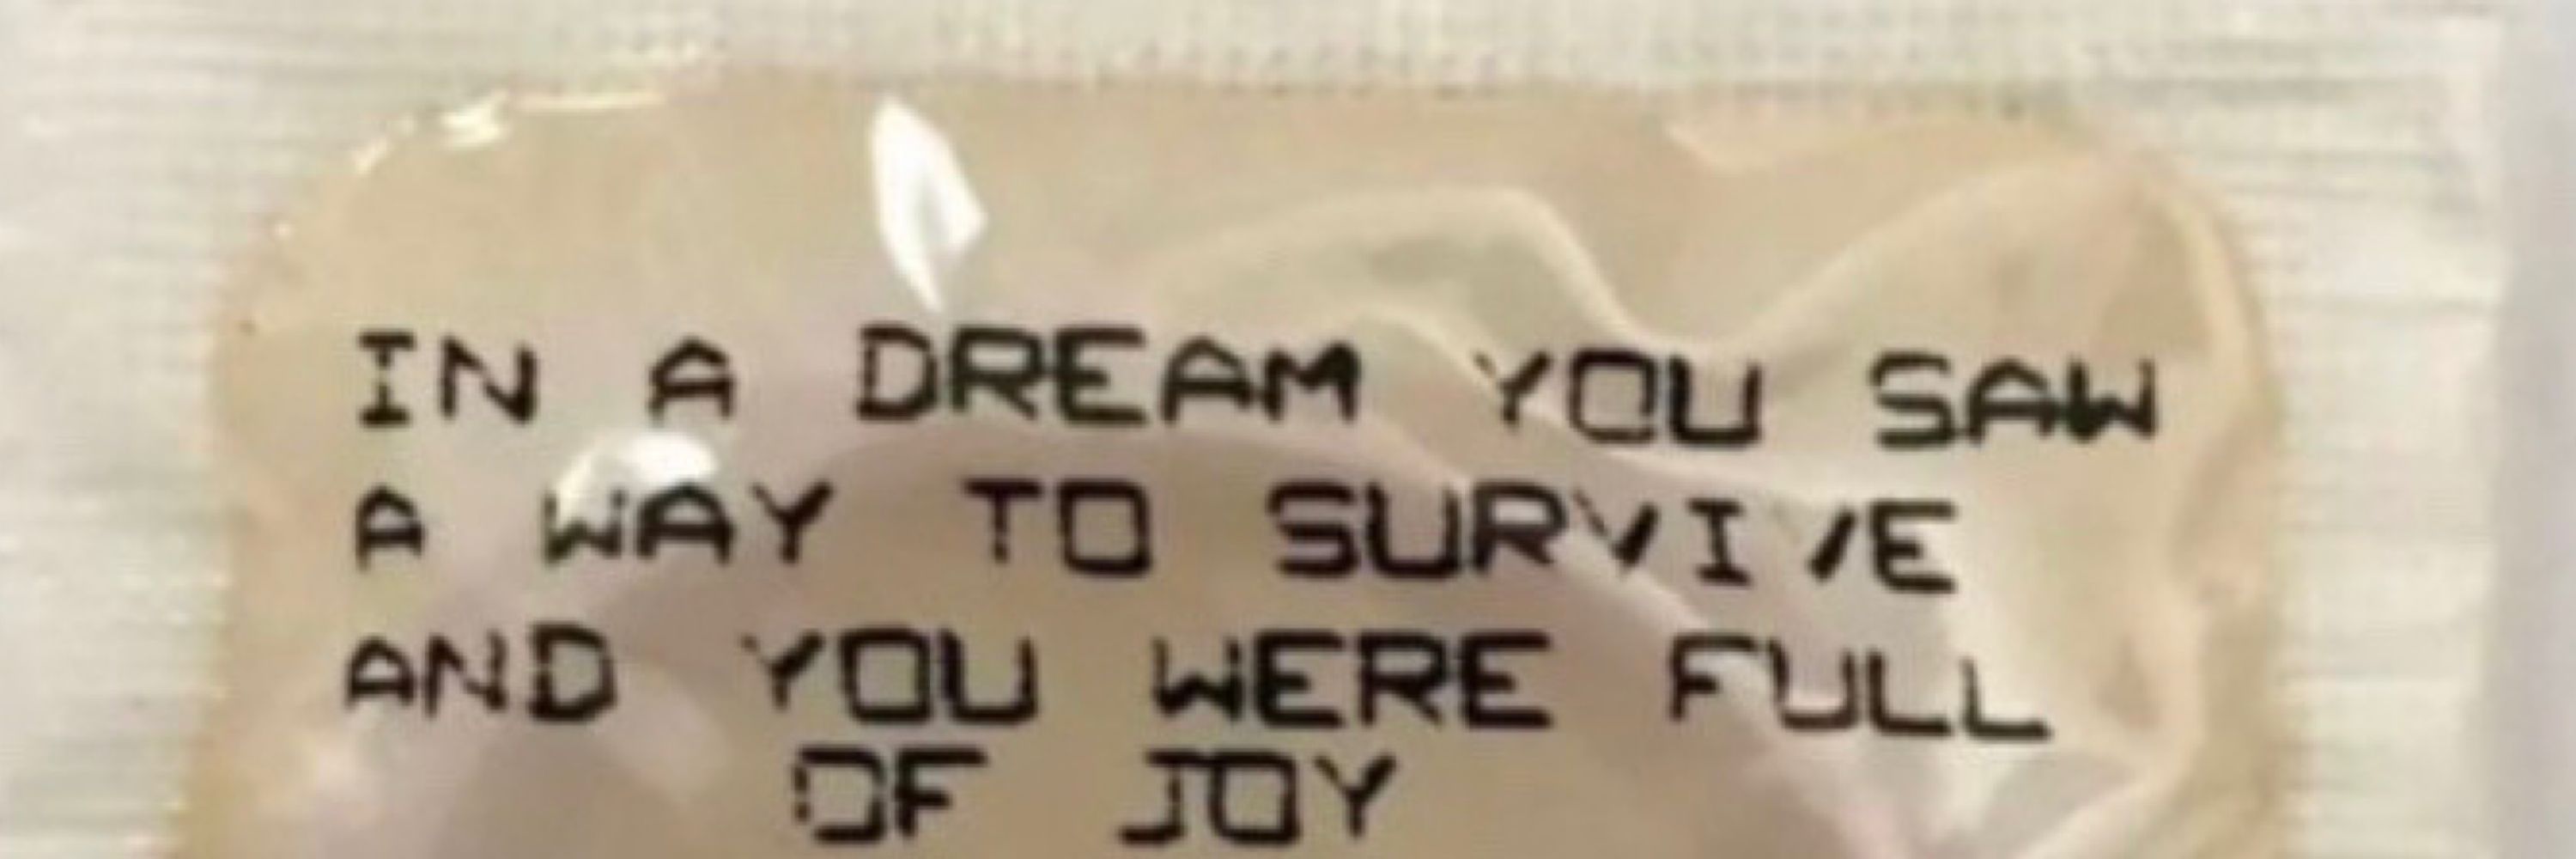 IN A DREAM YOU SAW
A WAY TO SURVIVE
AND YOU WERE FULL
OF JOY